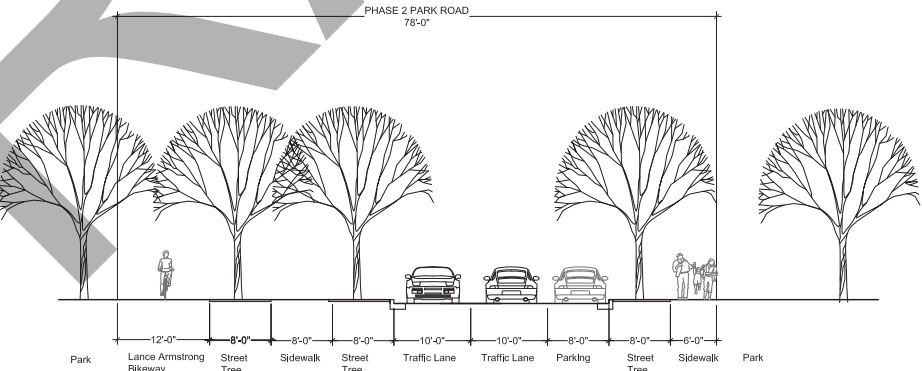 PHASE 2 PARK ROAD
78'-0"
12'-0" 8'-0" 8'-0" 8'-0" 10'-0" 10'-0" 8'-0" 8'-0" 6'-0"
Park Lance Armstrong Street Sidewalk Street Traffic Lane Traffic Lane Parking Street Sidewalk Park
Bikeway Tree Tree Tree